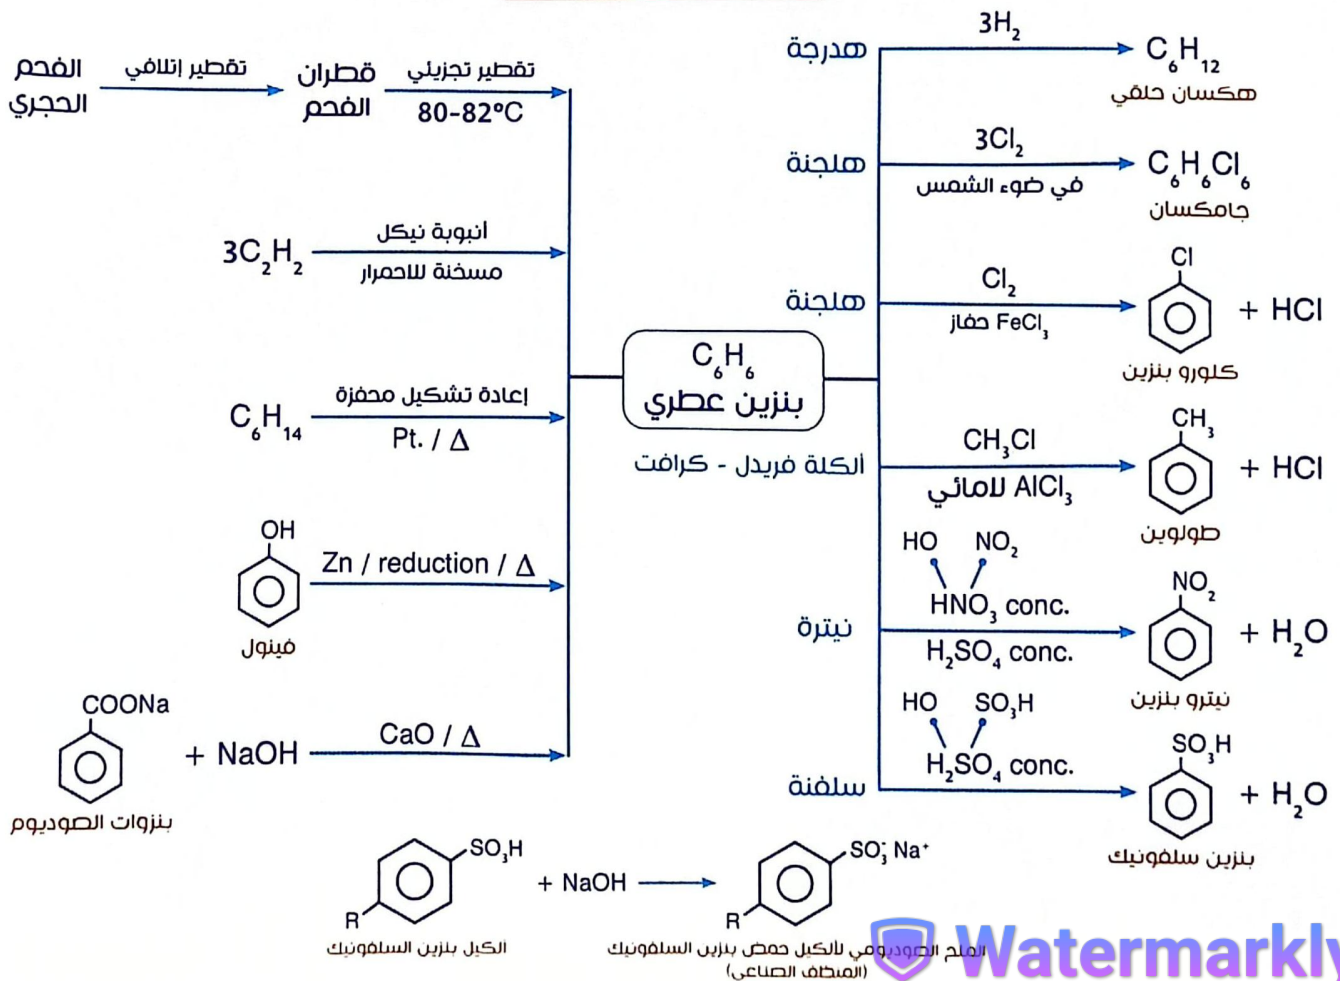 الفحم
الحجري
تقطير إتلافي
قطران
الفحم
تقطير تجزيئي
80-82°C
3C₂H₂
أنبوبة نيكل
مسخنة للاحمرار
C₆H₁₄
إعادة تشكيل محفزة
Pt. / Δ
OH
فينول
Zn / reduction / Δ
COONa
بنزوات الصوديوم
+ NaOH
CaO / Δ
C₆H₆
بنزين عطري
هدرجة
3H₂
C₆H₁₂
هكسان حلقي
هلجنة
3Cl₂
في ضوء الشمس
C₆H₆Cl₆
جامكسان
هلجنة
Cl₂
حفاز FeCl₃
Cl
+ HCl
كلورو بنزين
ألكلة فريدل - كرافت
CH₃Cl
لامائي AlCl₃
CH₃
+ HCl
طولوين
نيترة
HO NO₂
HNO₃ conc.
H₂SO₄ conc.
NO₂
+ H₂O
نيترو بنزين
سلفنة
HO SO₃H
H₂SO₄ conc.
SO₃H
+ H₂O
بنزين سلفونيك
SO₃H
R
ألكيل بنزين السلفونيك
+ NaOH
SO₃⁻ Na⁺
R
الملح الصوديومي لألكيل حمض بنزين السلفونيك
(المنظف الصناعي)
Watermarkly